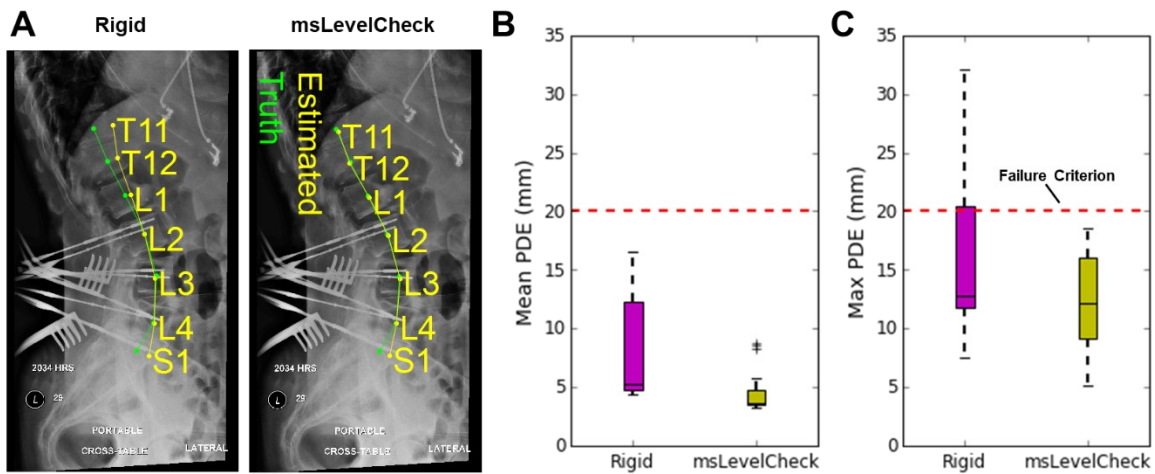 A
Rigid
msLevelCheck
T11
T12
L1
L2
L3
L4
S1
2034 HRS
L
29
PORTABLE
CROSS-TABLE
LATERAL
Truth
Estimated
T11
T12
L1
L2
L3
L4
S1
2034 HRS
L
29
PORTABLE
CROSS-TABLE
LATERAL
B
Mean PDE (mm)
35
30
25
20
15
10
5
0
Rigid
msLevelCheck
C
Max PDE (mm)
35
30
25
20
15
10
5
0
Failure Criterion
Rigid
msLevelCheck